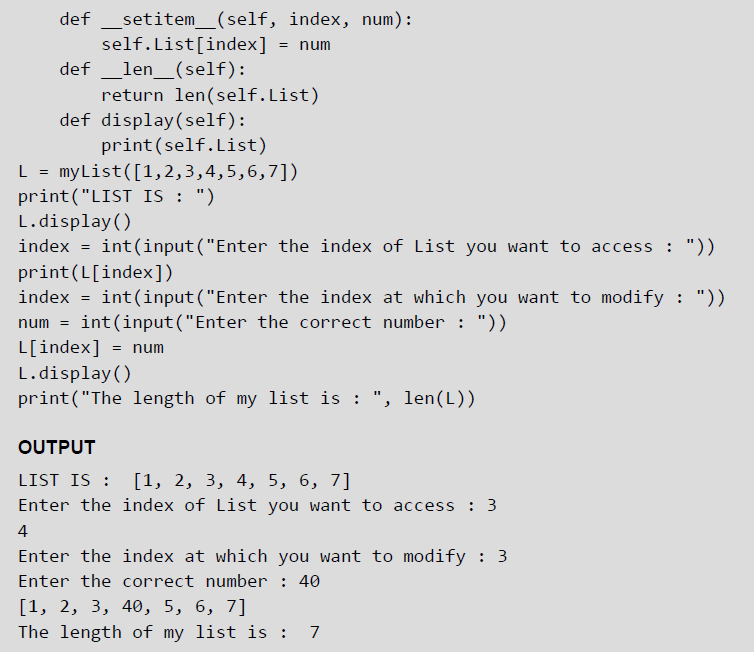 def __setitem__(self, index, num):
        self.List[index] = num
    def __len__(self):
        return len(self.List)
    def display(self):
        print(self.List)
L = myList([1,2,3,4,5,6,7])
print("LIST IS : ")
L.display()
index = int(input("Enter the index of List you want to access : "))
print(L[index])
index = int(input("Enter the index at which you want to modify : "))
num = int(input("Enter the correct number : "))
L[index] = num
L.display()
print("The length of my list is : ", len(L))
OUTPUT
LIST IS :  [1, 2, 3, 4, 5, 6, 7]
Enter the index of List you want to access : 3
4
Enter the index at which you want to modify : 3
Enter the correct number : 40
[1, 2, 3, 40, 5, 6, 7]
The length of my list is :  7